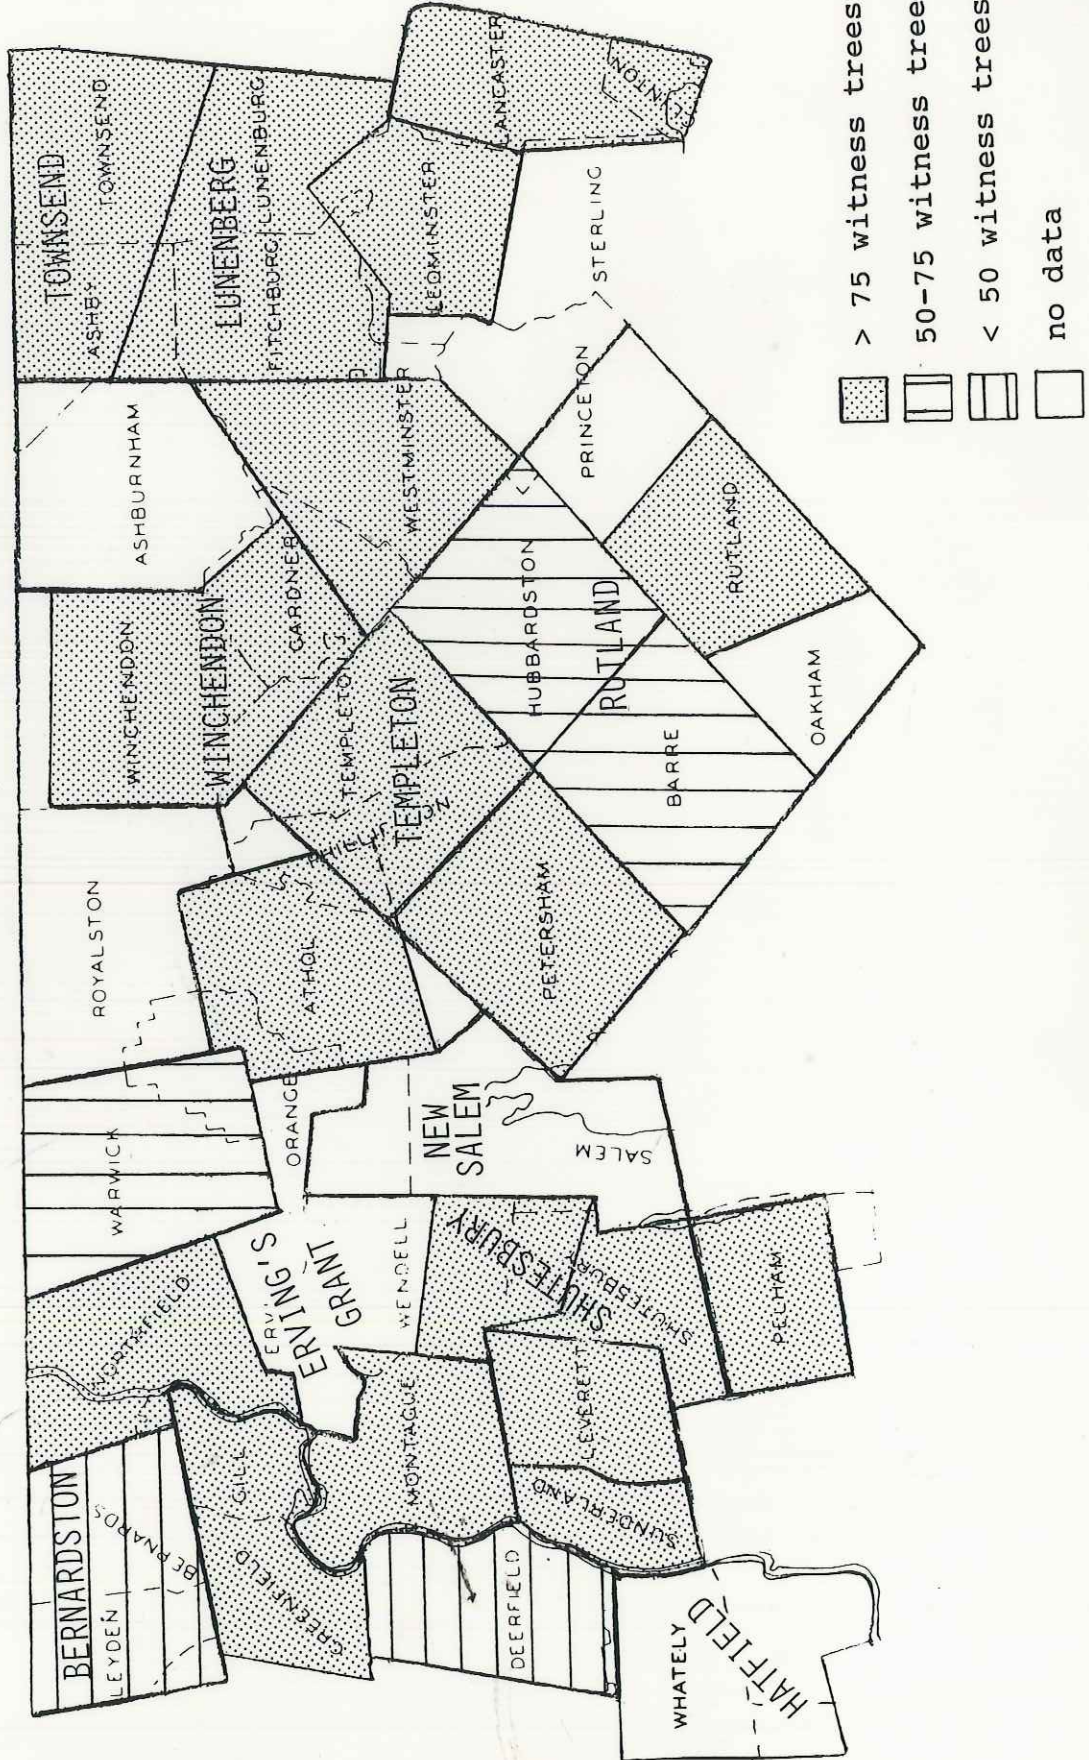 TOWNSEND
ASHBY
TOWNSEND
LUNENBERG
FITCHBURG
LUNENBURG
LANCASTER
CLINTON
LEOMINSTER
STERLING
ASHBURNHAM
WESTMINSTER
PRINCETON
WINCHENDON
WINCHENDON
GARDNER
TEMPLETON
TEMPLETON
HUBBARDSTON
RUTLAND
RUTLAND
BARRE
OAKHAM
ROYALSTON
ATHOL
PETERSHAM
WARWICK
ORANGE
NEW
SALEM
SALEM
NORTHFIELD
ERVING'S
GRANT
WENDELL
SHUTESBURY
SHUTESBURY
PELHAM
BERNARDSTON
LEYDEN
BERNARDS
GILL
GREENFIELD
MONTAGUE
LEVERETT
SUNDERLAND
DEERFIELD
WHATELY
HATFIELD
> 75 witness trees
50-75 witness tree
< 50 witness trees
no data